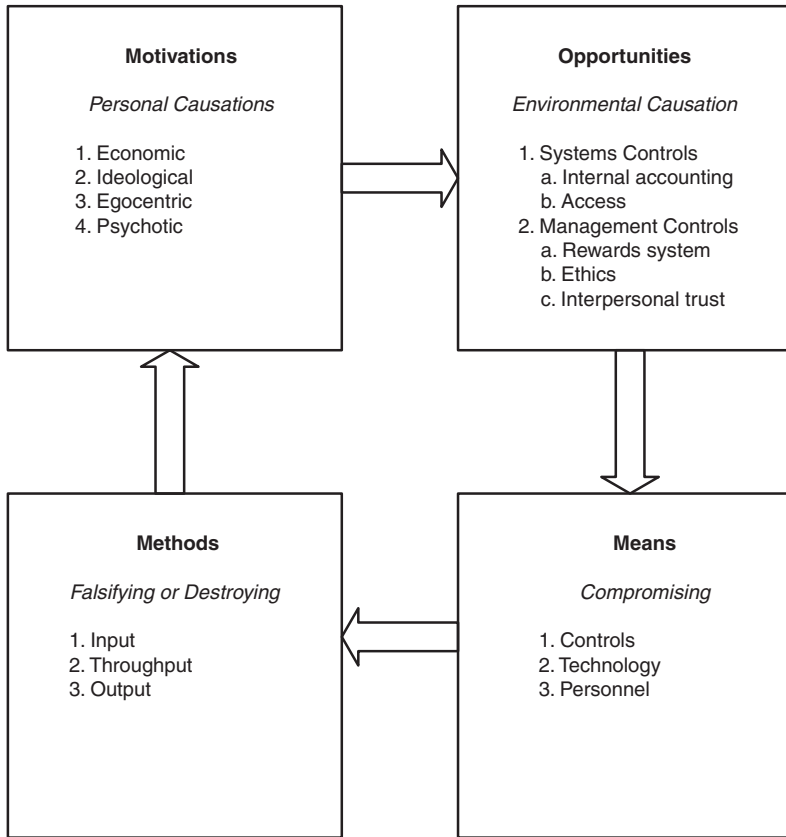 Motivations
Personal Causations
1. Economic
2. Ideological
3. Egocentric
4. Psychotic
Opportunities
Environmental Causation
1. Systems Controls
a. Internal accounting
b. Access
2. Management Controls
a. Rewards system
b. Ethics
c. Interpersonal trust
Methods
Falsifying or Destroying
1. Input
2. Throughput
3. Output
Means
Compromising
1. Controls
2. Technology
3. Personnel